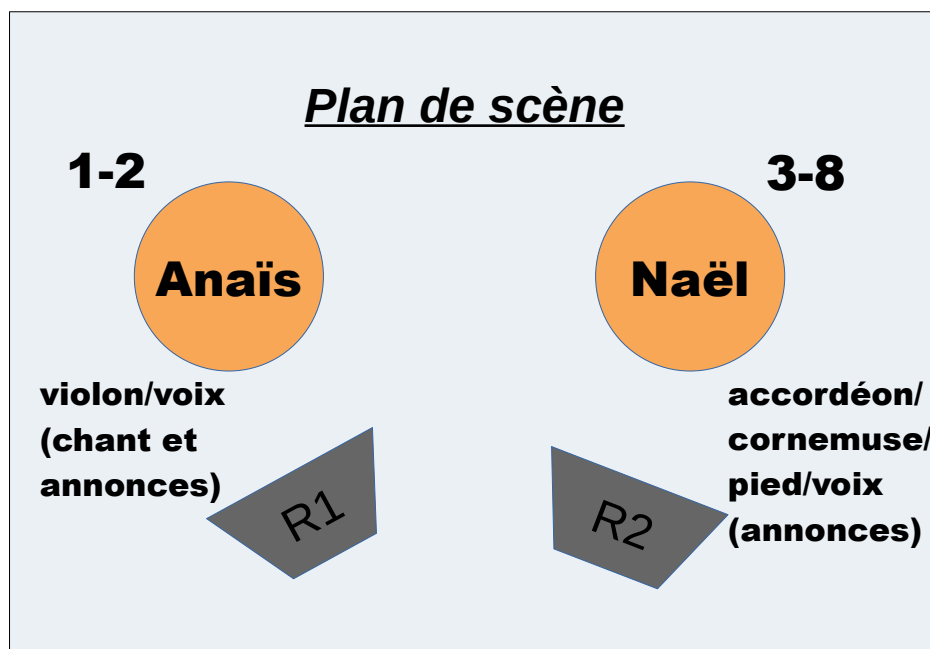 Plan de scène
1-2
3-8
Anaïs
Naël
violon/voix
(chant et
annonces)
accordéon/
cornemuse/
pied/voix
(annonces)
R1
R2